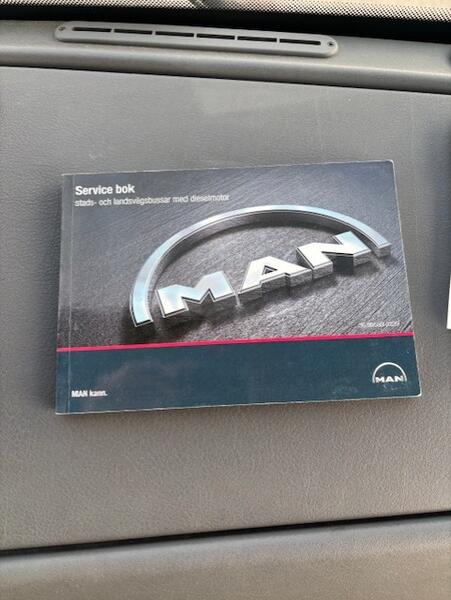 Service bok
stads- och landsvägsbussar med dieselmotor
MAN
MAN kann.
MAN